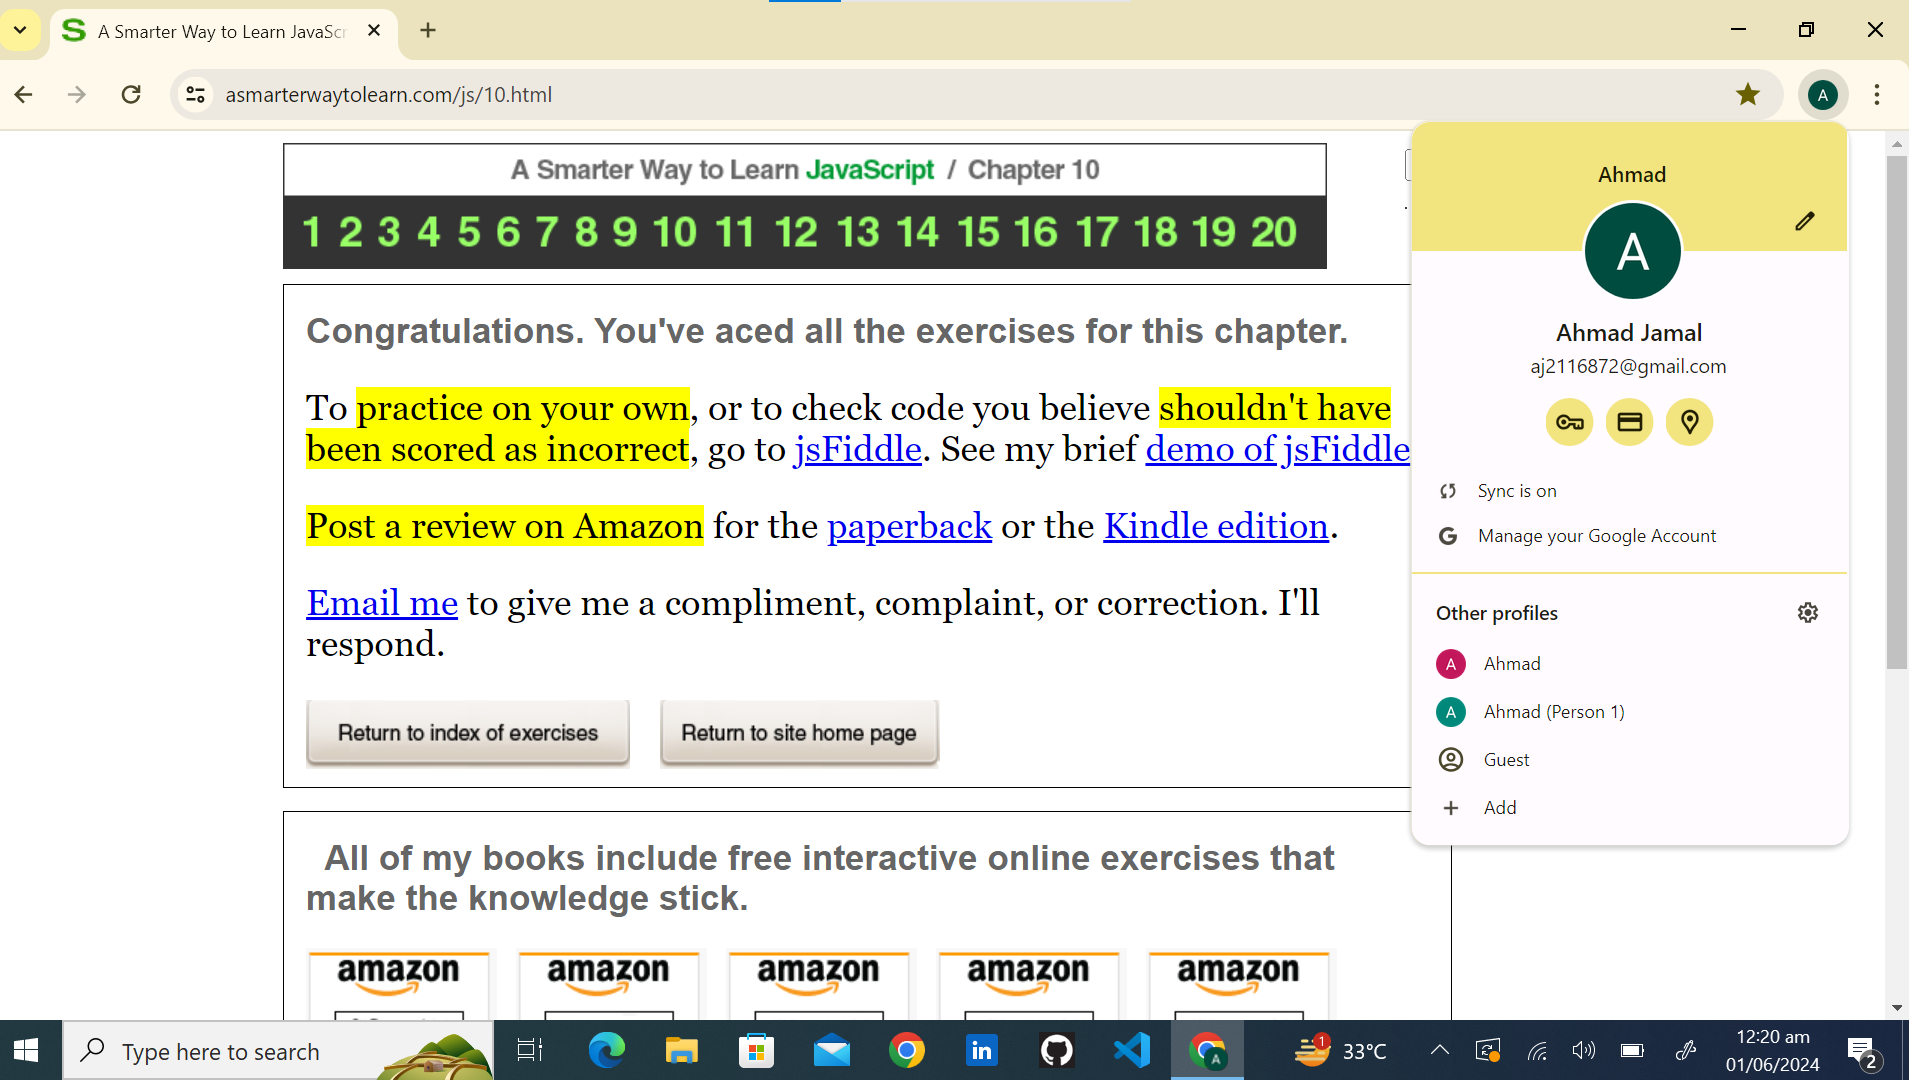 A Smarter Way to Learn JavaScr
asmarterwaytolearn.com/js/10.html
A
A Smarter Way to Learn JavaScript / Chapter 10
1 2 3 4 5 6 7 8 9 10 11 12 13 14 15 16 17 18 19 20
Congratulations. You've aced all the exercises for this chapter.
To practice on your own, or to check code you believe shouldn't have
been scored as incorrect, go to jsFiddle. See my brief demo of jsFiddle
Post a review on Amazon for the paperback or the Kindle edition.
Email me to give me a compliment, complaint, or correction. I'll
respond.
Return to index of exercises
Return to site home page
All of my books include free interactive online exercises that
make the knowledge stick.
amazon amazon amazon amazon amazon
Ahmad
A
Ahmad Jamal
aj2116872@gmail.com
Sync is on
Manage your Google Account
Other profiles
A Ahmad
A Ahmad (Person 1)
Guest
Add
Type here to search
in
A
1
33°C
12:20 am
01/06/2024
2